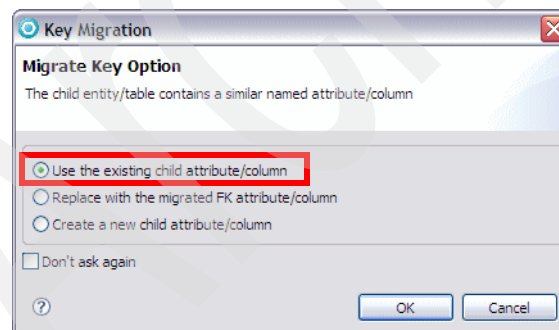 Key Migration
Migrate Key Option
The child entity/table contains a similar named attribute/column
Use the existing child attribute/column
Replace with the migrated FK attribute/column
Create a new child attribute/column
Don't ask again
?
OK
Cancel